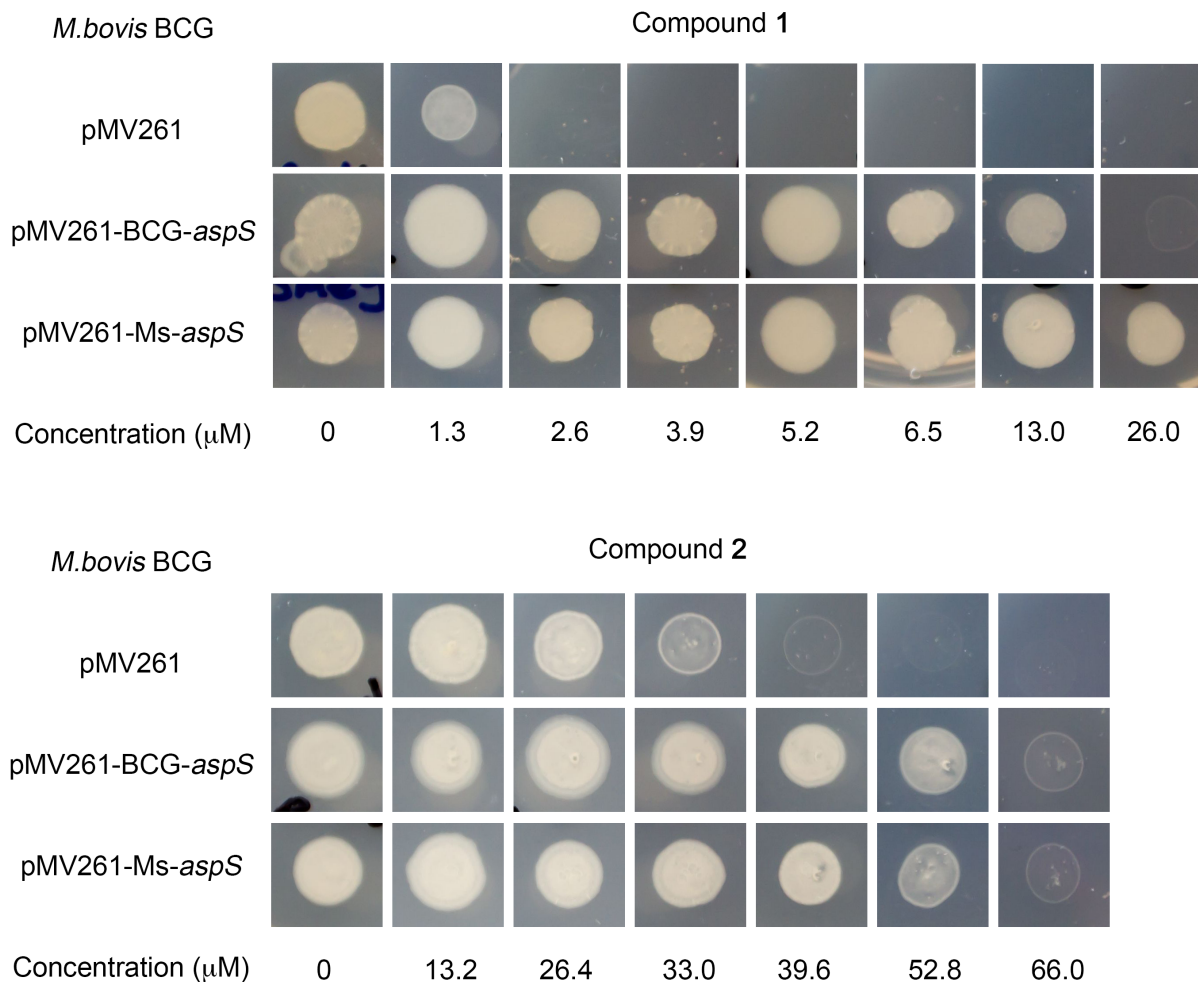 M.bovis BCG
Compound 1
pMV261
pMV261-BCG-aspS
pMV261-Ms-aspS
Concentration (μM) 0 1.3 2.6 3.9 5.2 6.5 13.0 26.0
M.bovis BCG
Compound 2
pMV261
pMV261-BCG-aspS
pMV261-Ms-aspS
Concentration (μM) 0 13.2 26.4 33.0 39.6 52.8 66.0